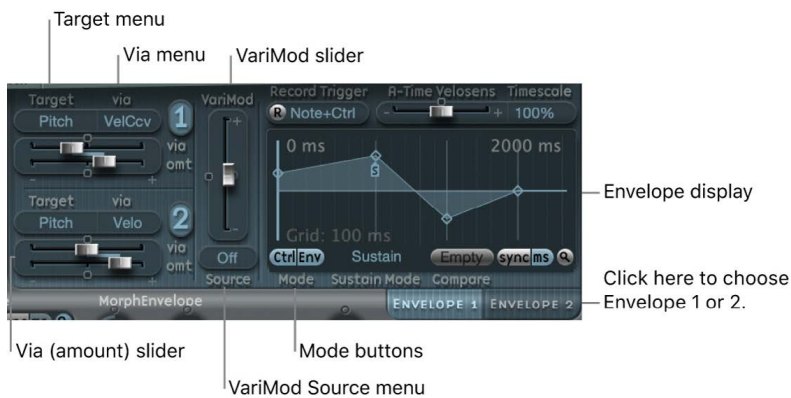 Target menu
Via menu
VariMod slider
Target via
VariMod
Record Trigger
A-Time Velosens
Timescale
Pitch VelCcv
1
R Note+Ctrl
- +
100%
+
via
omt
- +
0 ms
2000 ms
S
Envelope display
Target via
Pitch Velo
2
-
Grid: 100 ms
via
omt
- +
Off
Ctrl Env
Sustain
Empty
sync ms
Source
Mode
Sustain Mode
Compare
Click here to choose
Envelope 1 or 2.
MorphEnvelope
ENVELOPE 1
ENVELOPE 2
Via (amount) slider
Mode buttons
VariMod Source menu